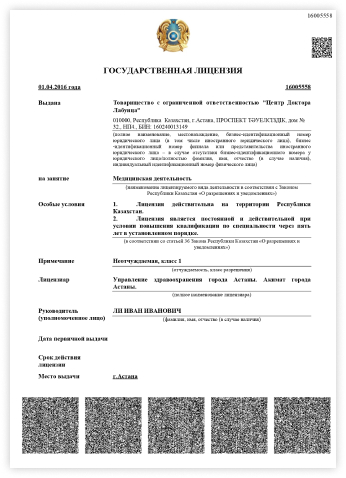 16005558
ГОСУДАРСТВЕННАЯ ЛИЦЕНЗИЯ
01.04.2016 года 16005558
Выдана Товарищество с ограниченной ответственностью "Центр Доктора
Лабунца"
010000, Республика Казахстан, г.Астана, ПРОСПЕКТ ТӘУЕЛСІЗДІК, дом №
32., НП4., БИН: 160240013149
(полное наименование, местонахождение, бизнес-идентификационный номер
юридического лица (в том числе иностранного юридического лица), бизнес
-идентификационный номер филиала или представительства иностранного
юридического лица – в случае отсутствия бизнес-идентификационного номера у
юридического лица/полностью фамилия, имя, отчество (в случае наличия),
индивидуальный идентификационный номер физического лица)
на занятие Медицинская деятельность
(наименование лицензируемого вида деятельности в соответствии с Законом
Республики Казахстан «О разрешениях и уведомлениях»)
Особые условия 1. Лицензия действительна на территории Республики
Казахстан.
2. Лицензия является постоянной и действительной при
условии повышения квалификации по специальности через пять
лет в установленном порядке.
(в соответствии со статьей 36 Закона Республики Казахстан «О разрешениях и
уведомлениях»)
Примечание Неотчуждаемая, класс 1
(отчуждаемость, класс разрешения)
Лицензиар Управление здравоохранения города Астаны. Акимат города
Астаны.
(полное наименование лицензиара)
Руководитель ЛИ ИВАН ИВАНОВИЧ
(уполномоченное лицо) (фамилия, имя, отчество (в случае наличия)
Дата первичной выдачи
Срок действия
лицензии
Место выдачи г.Астана